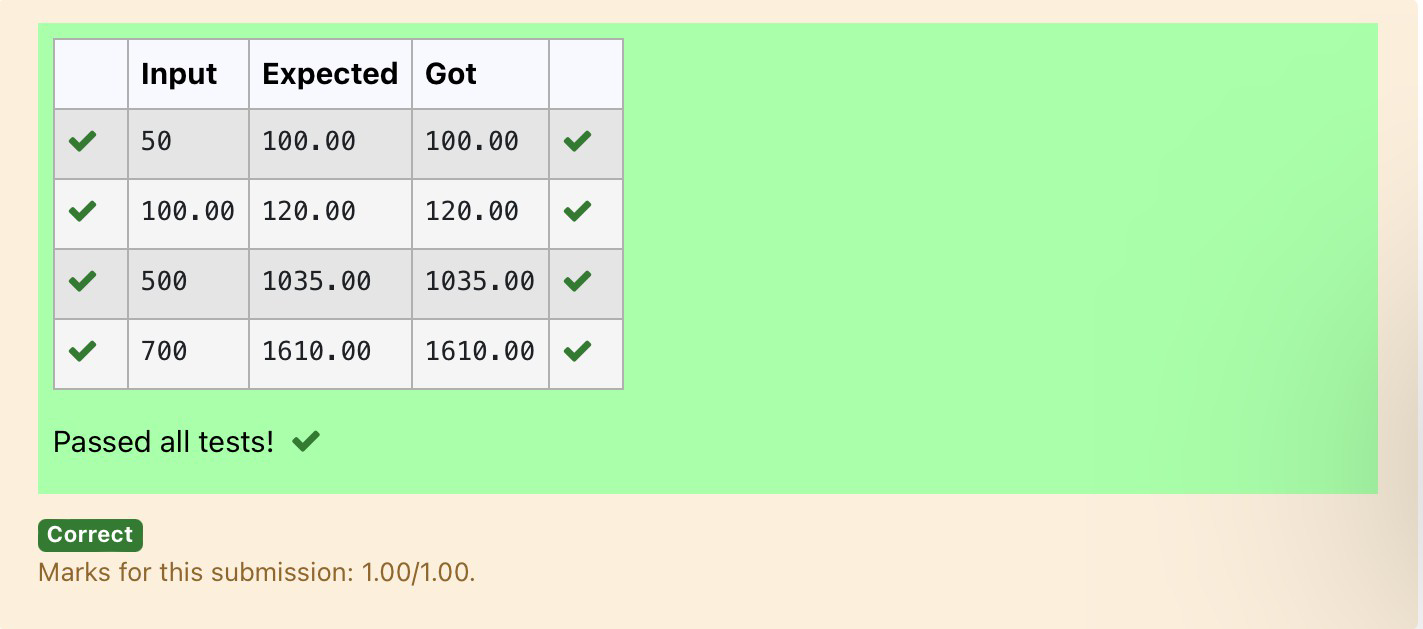 Input Expected Got
50 100.00 100.00
100.00 120.00 120.00
500 1035.00 1035.00
700 1610.00 1610.00
Passed all tests!
Correct
Marks for this submission: 1.00/1.00.